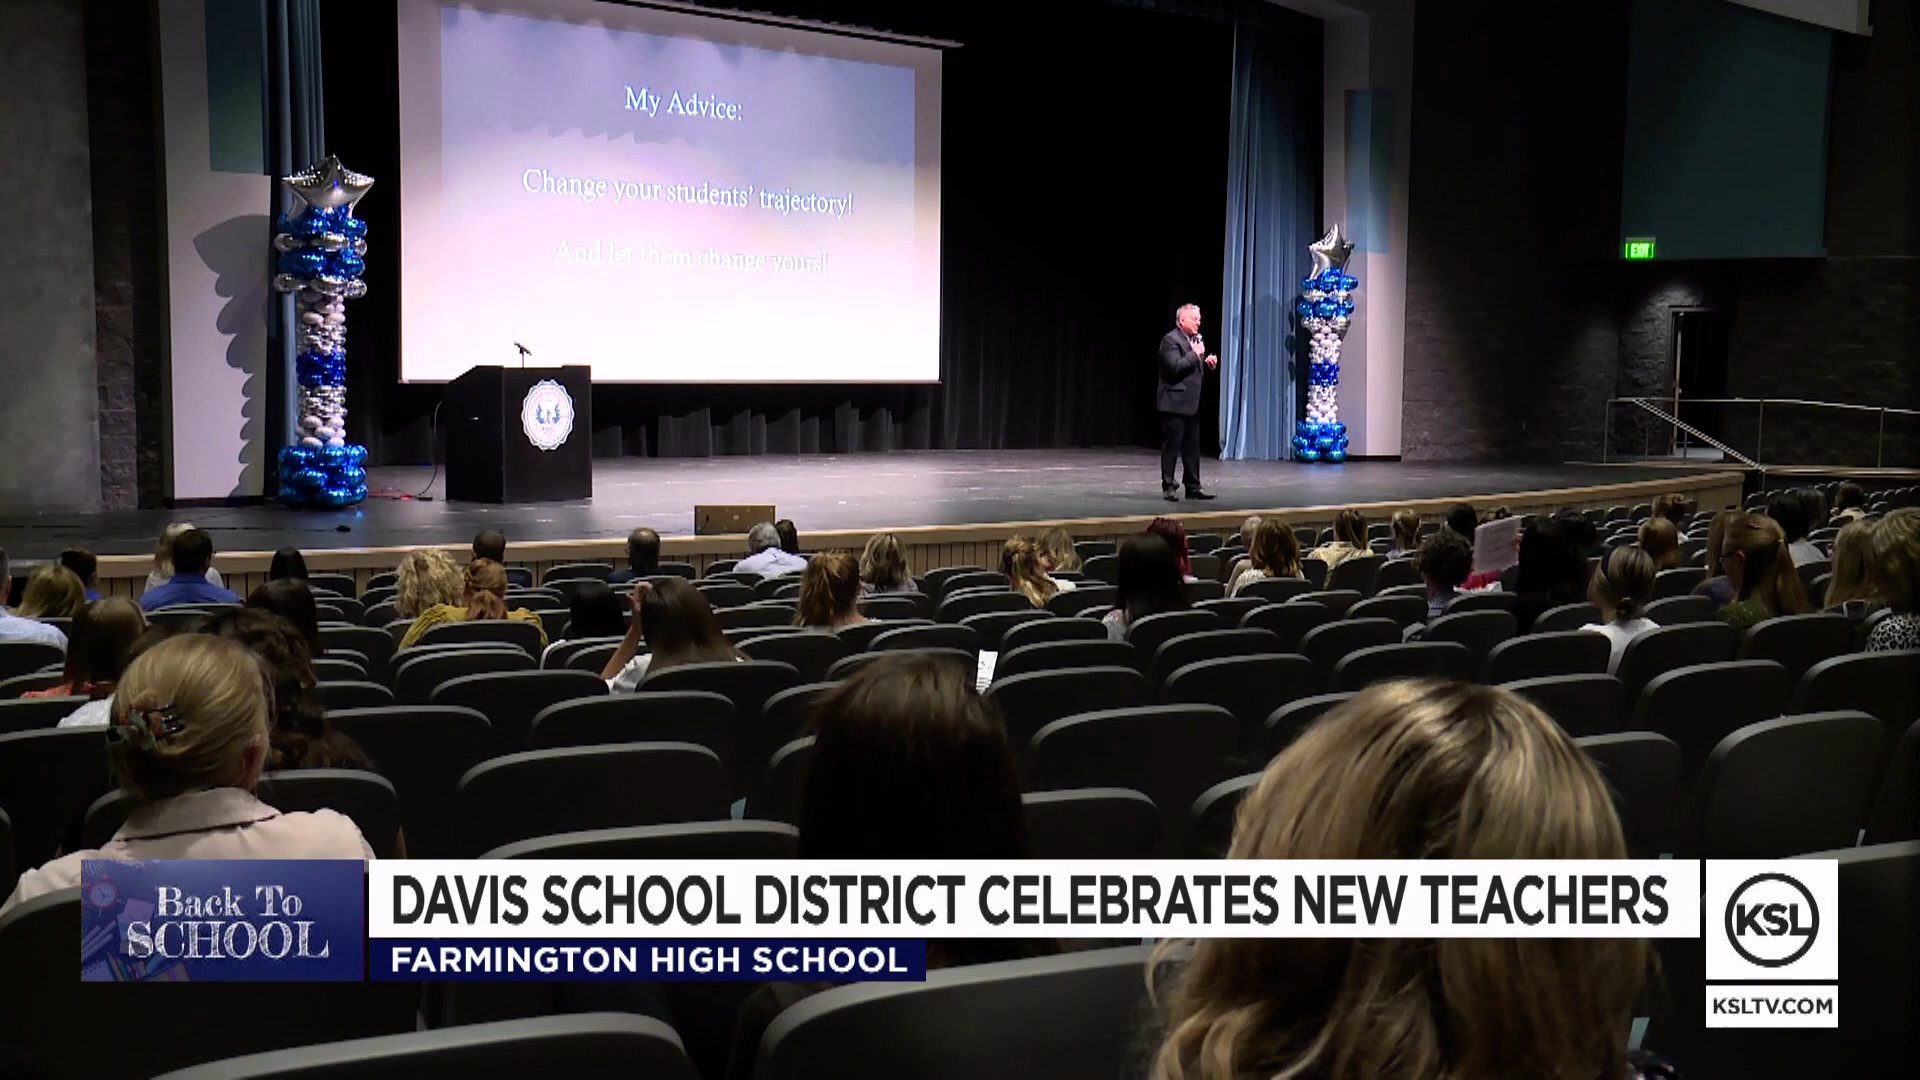 My Advice:
Change your students' trajectory!
And let them change yours!
EXIT
Back To
SCHOOL
DAVIS SCHOOL DISTRICT CELEBRATES NEW TEACHERS
FARMINGTON HIGH SCHOOL
KSL
KSLTV.COM